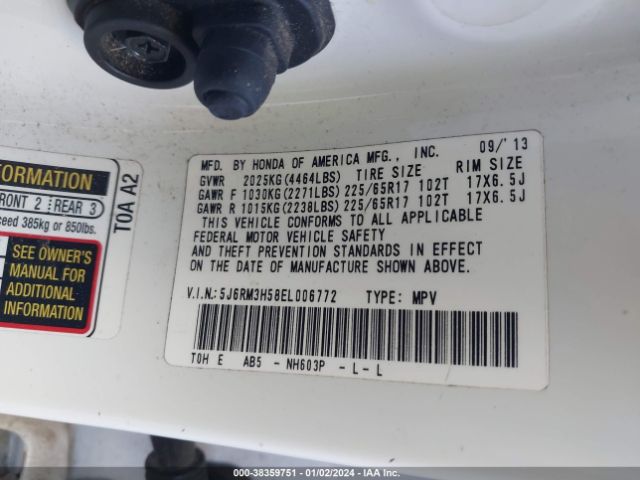 FORMATION
FRONT 2 REAR 3
ceed 385kg or 850lbs.
SEE OWNER'S
MANUAL FOR
ADDITIONAL
INFORMATION
TOA A2
MFD. BY HONDA OF AMERICA MFG., INC. 09/'13
GVWR 2025KG(4464LBS) TIRE SIZE RIM SIZE
GAWR F 1030KG(2271LBS) 225/65R17 102T 17X6.5J
GAWR R 1015KG(2238LBS) 225/65R17 102T 17X6.5J
THIS VEHICLE CONFORMS TO ALL APPLICABLE
FEDERAL MOTOR VEHICLE SAFETY
AND THEFT PREVENTION STANDARDS IN EFFECT
ON THE DATE OF MANUFACTURE SHOWN ABOVE.
V.I.N.: 5J6RM3H58EL006772 TYPE: MPV
TOH E AB5 - NH603P - L - L
000 - 38359751 - 01/02/2024 - IAA Inc.